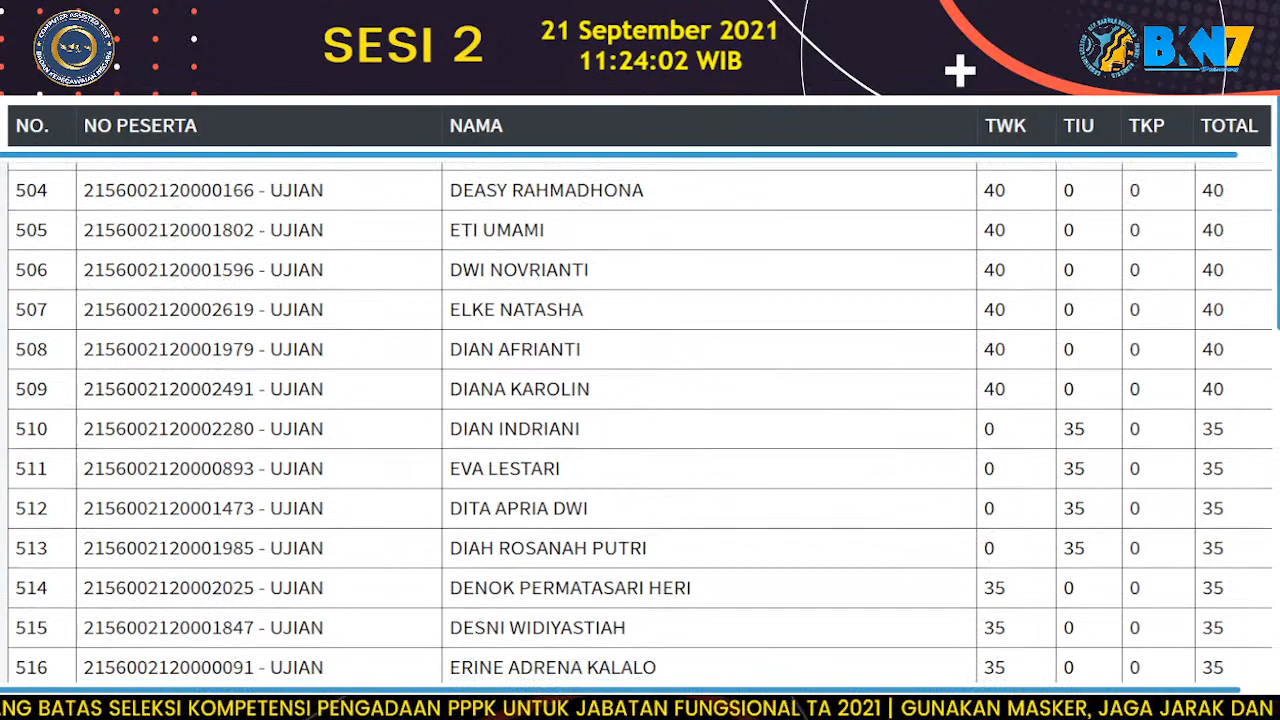 COMPUTER ASSISTED TEST
BADAN KEPEGAWAIAN NEGARA
SESI 2
21 September 2021
11:24:02 WIB
BKN7
NO. NO PESERTA NAMA TWK TIU TKP TOTAL
504 2156002120000166 - UJIAN DEASY RAHMADHONA 40 0 0 40
505 2156002120001802 - UJIAN ETI UMAMI 40 0 0 40
506 2156002120001596 - UJIAN DWI NOVRIANTI 40 0 0 40
507 2156002120002619 - UJIAN ELKE NATASHA 40 0 0 40
508 2156002120001979 - UJIAN DIAN AFRIANTI 40 0 0 40
509 2156002120002491 - UJIAN DIANA KAROLIN 40 0 0 40
510 2156002120002280 - UJIAN DIAN INDRIANI 0 35 0 35
511 2156002120000893 - UJIAN EVA LESTARI 0 35 0 35
512 2156002120001473 - UJIAN DITA APRIA DWI 0 35 0 35
513 2156002120001985 - UJIAN DIAH ROSANAH PUTRI 0 35 0 35
514 2156002120002025 - UJIAN DENOK PERMATASARI HERI 35 0 0 35
515 2156002120001847 - UJIAN DESNI WIDIYASTIAH 35 0 0 35
516 2156002120000091 - UJIAN ERINE ADRENA KALALO 35 0 0 35
ANG BATAS SELEKSI KOMPETENSI PENGADAAN PPPK UNTUK JABATAN FUNGSIONAL TA 2021 | GUNAKAN MASKER, JAGA JARAK DAN